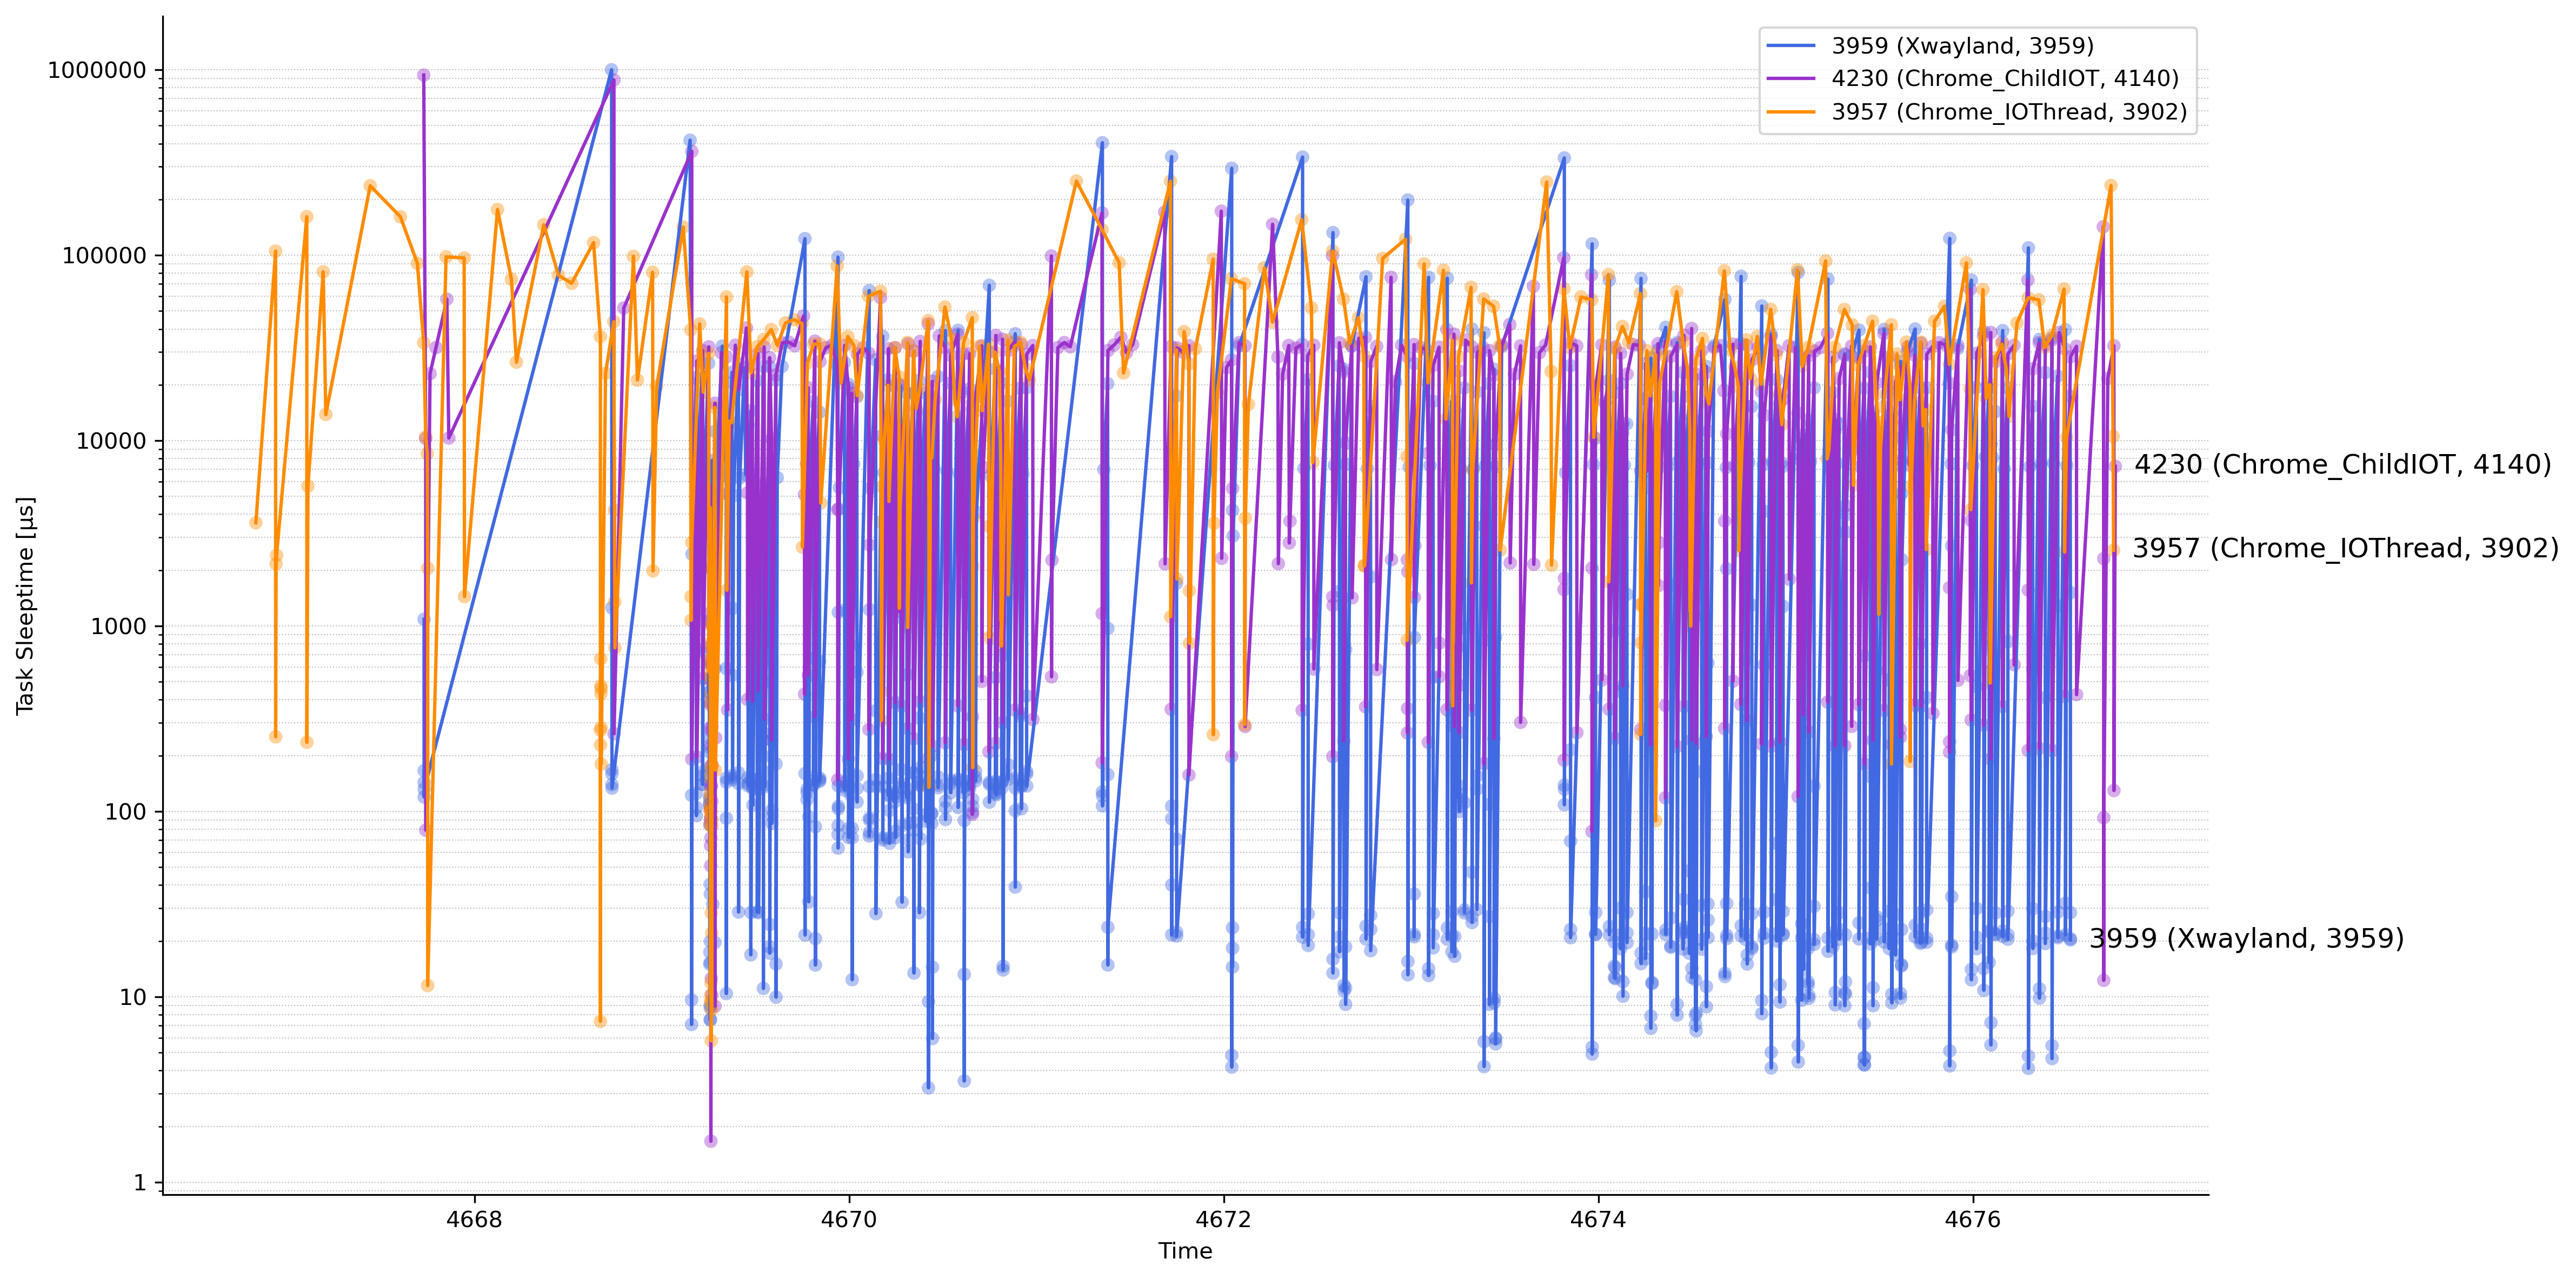 3959 (Xwayland, 3959)
4230 (Chrome_ChildIOT, 4140)
3957 (Chrome_IOThread, 3902)
1000000
100000
10000
1000
100
10
1
Task Sleeptime [µs]
4230 (Chrome_ChildIOT, 4140)
3957 (Chrome_IOThread, 3902)
3959 (Xwayland, 3959)
4668
4670
4672
4674
4676
Time